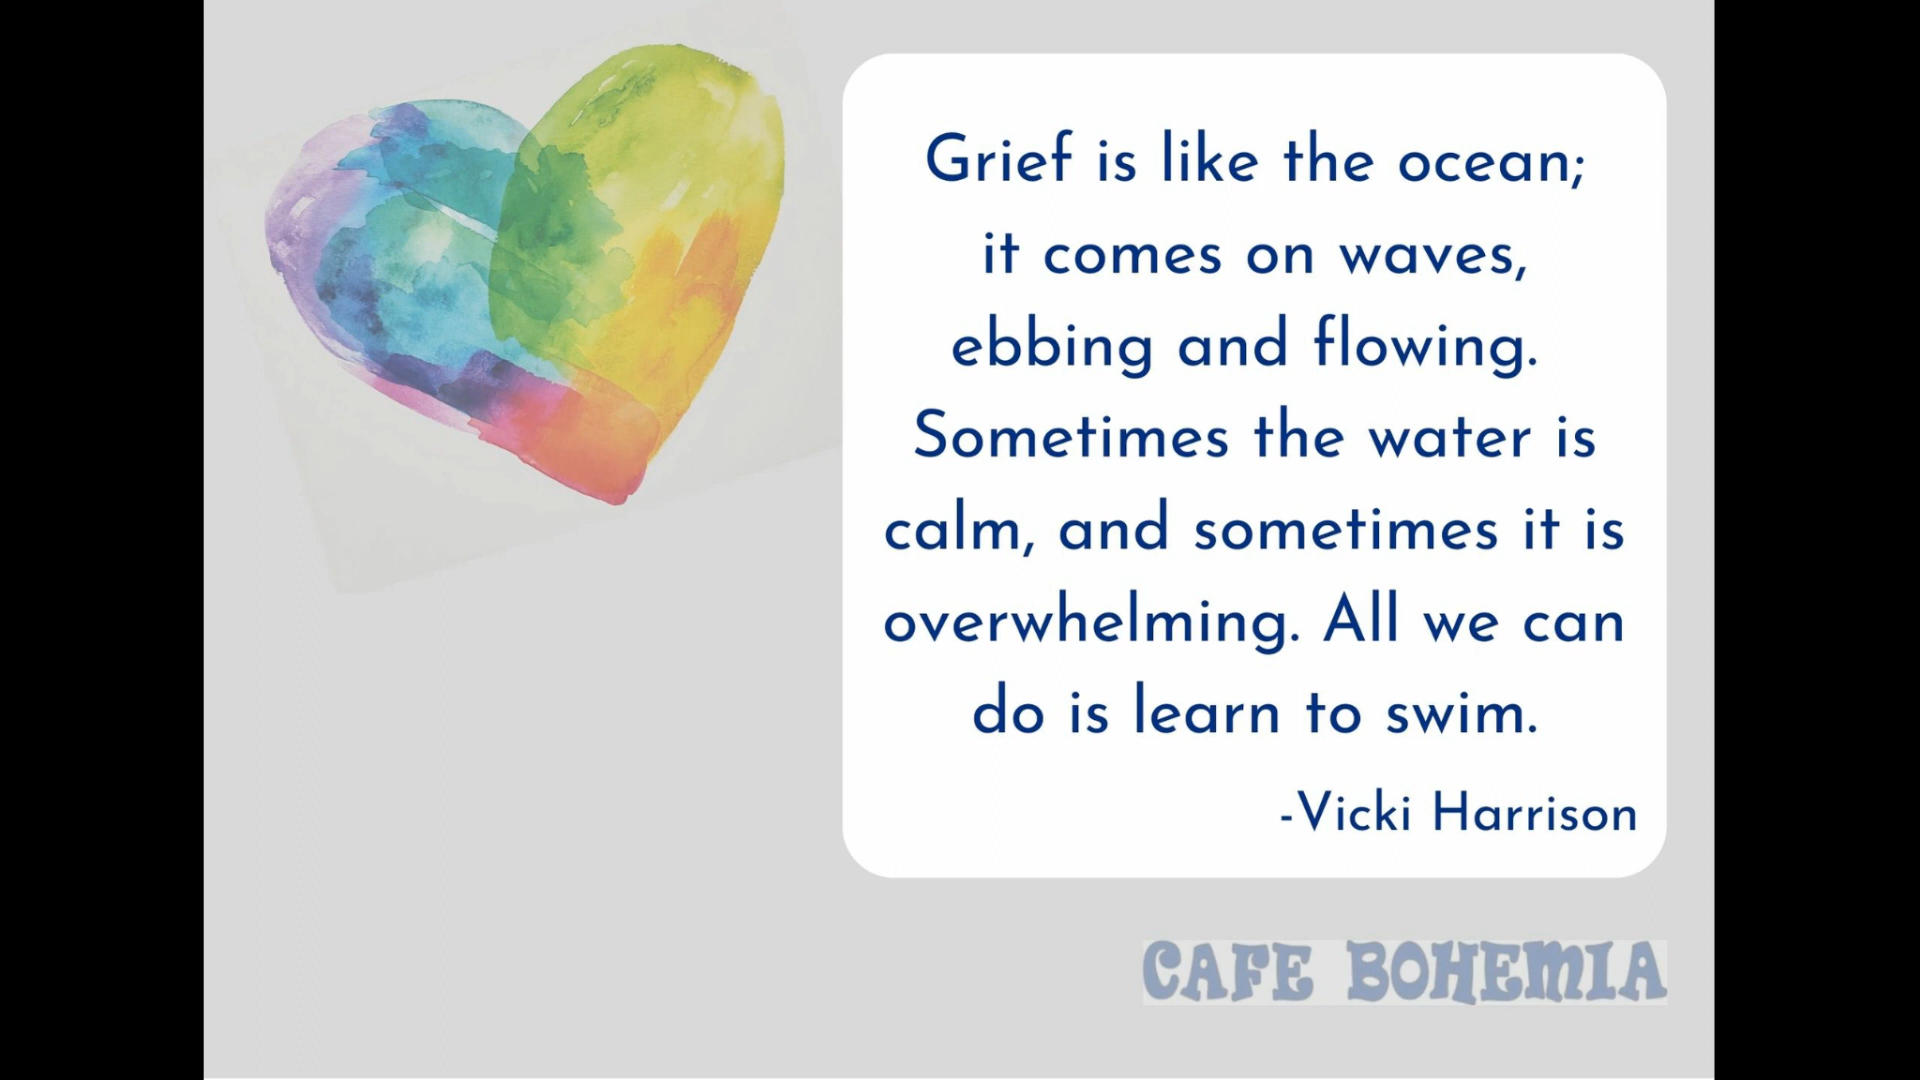 Grief is like the ocean;
it comes on waves,
ebbing and flowing.
Sometimes the water is
calm, and sometimes it is
overwhelming. All we can
do is learn to swim.
-Vicki Harrison
CAFE BOHEMIA